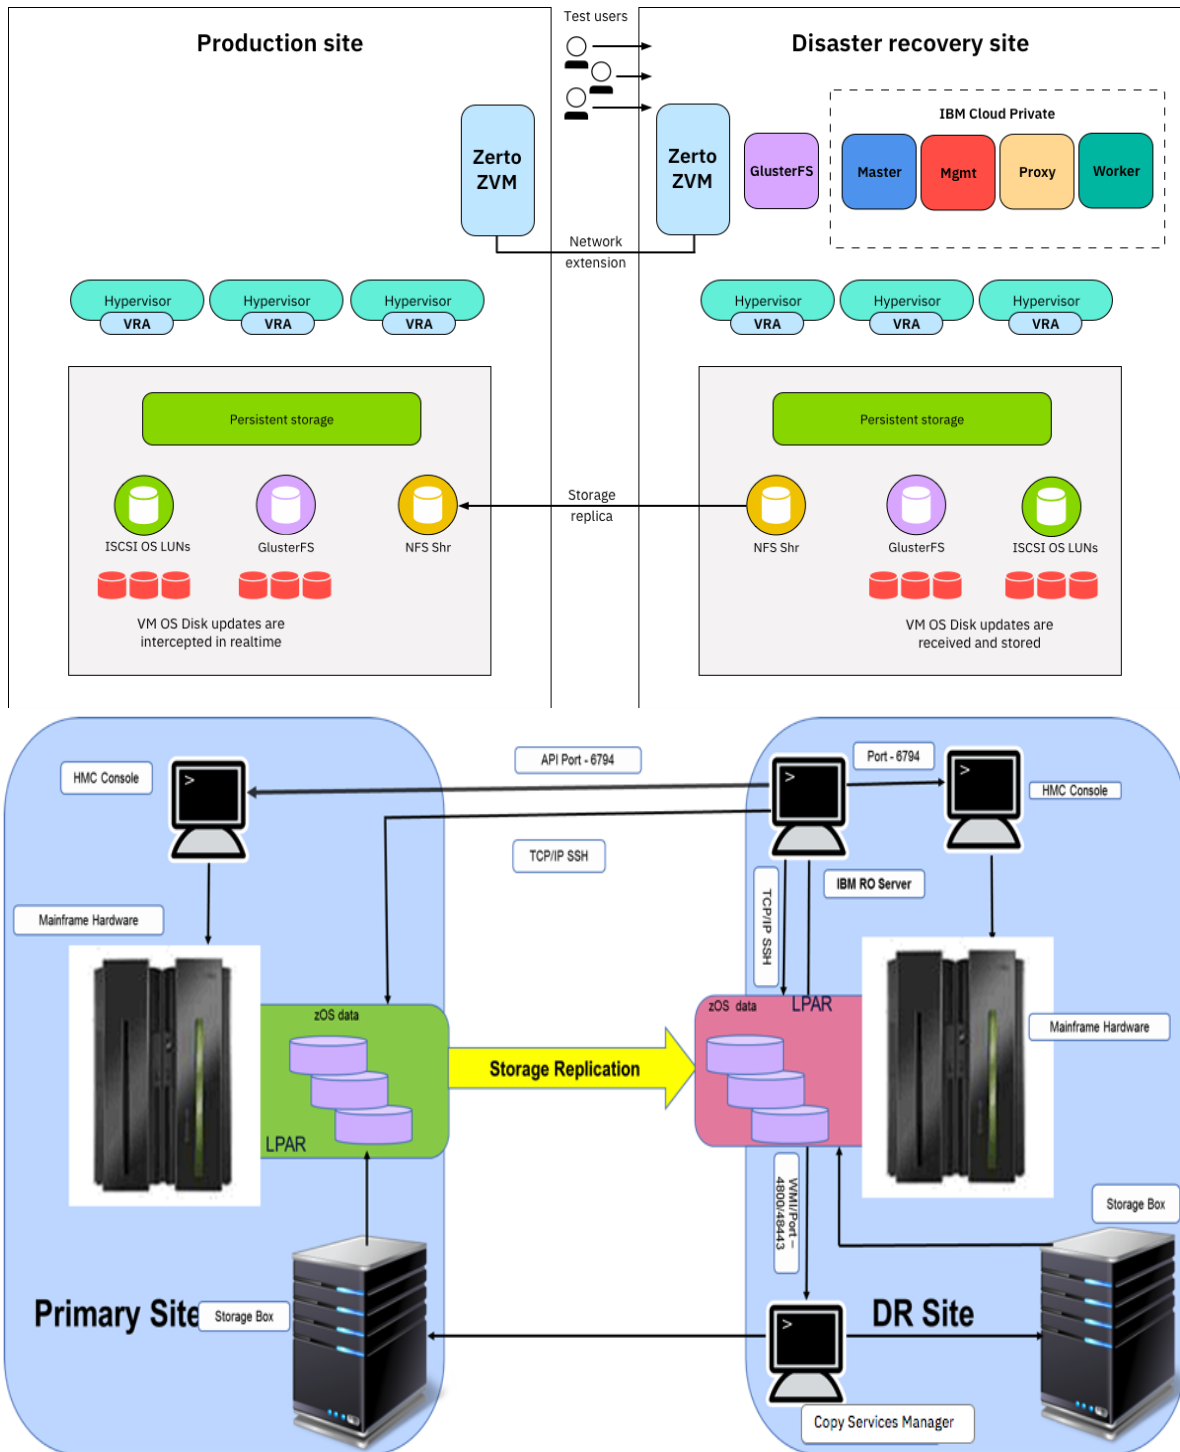 Test users
Production site
Disaster recovery site
IBM Cloud Private
Zerto
ZVM
Zerto
ZVM
GlusterFS
Master
Mgmt
Proxy
Worker
Network
extension
Hypervisor
VRA
Hypervisor
VRA
Hypervisor
VRA
Hypervisor
VRA
Hypervisor
VRA
Hypervisor
VRA
Persistent storage
Persistent storage
Storage
replica
ISCSI OS LUNs
GlusterFS
NFS Shr
NFS Shr
GlusterFS
ISCSI OS LUNs
VM OS Disk updates are
intercepted in realtime
VM OS Disk updates are
received and stored
HMC Console
>
API Port - 6794
>
Port - 6794
>
HMC Console
TCP/IP SSH
TCP/IP SSH
IBM RO Server
Mainframe Hardware
zOS data
LPAR
zOS data
LPAR
Mainframe Hardware
Storage Replication
WMI/Port –
4800/48443
Storage Box
Primary Site
Storage Box
>
DR Site
Copy Services Manager